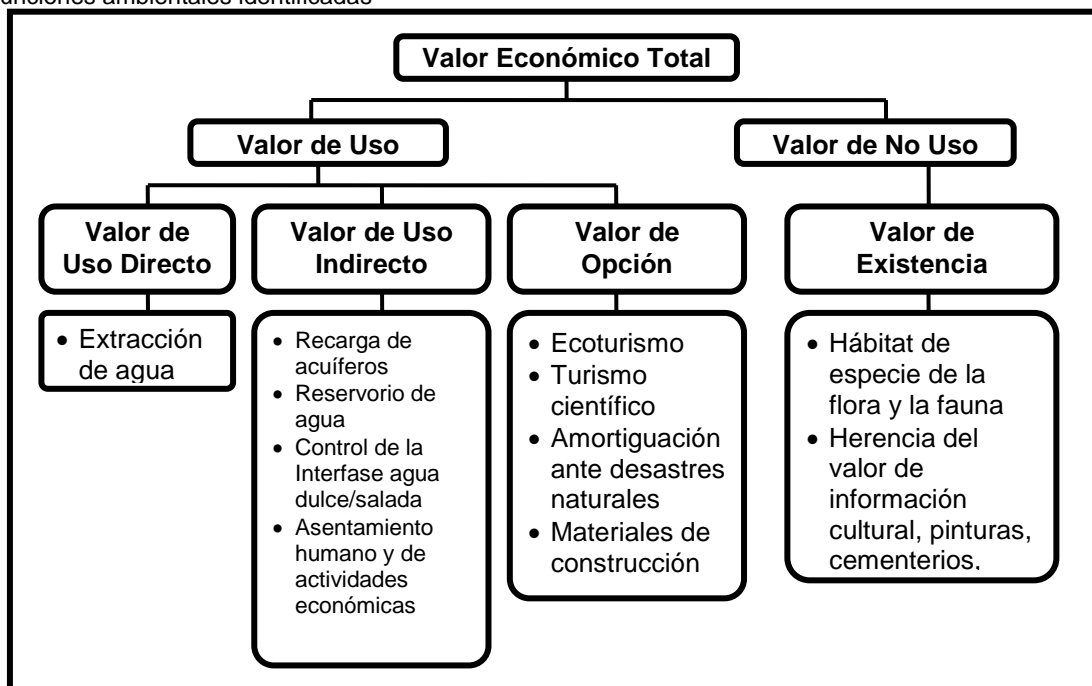 funciones ambientales identificadas
Valor Económico Total
Valor de Uso
Valor de No Uso
Valor de
Uso Directo
Valor de Uso
Indirecto
Valor de
Opción
Valor de
Existencia
• Extracción
de agua
• Recarga de
acuíferos
• Reservorio de
agua
• Control de la
Interfase agua
dulce/salada
• Asentamiento
humano y de
actividades
económicas
• Ecoturismo
• Turismo
científico
• Amortiguación
ante desastres
naturales
• Materiales de
construcción
• Hábitat de
especie de la
flora y la fauna
• Herencia del
valor de
información
cultural, pinturas,
cementerios.